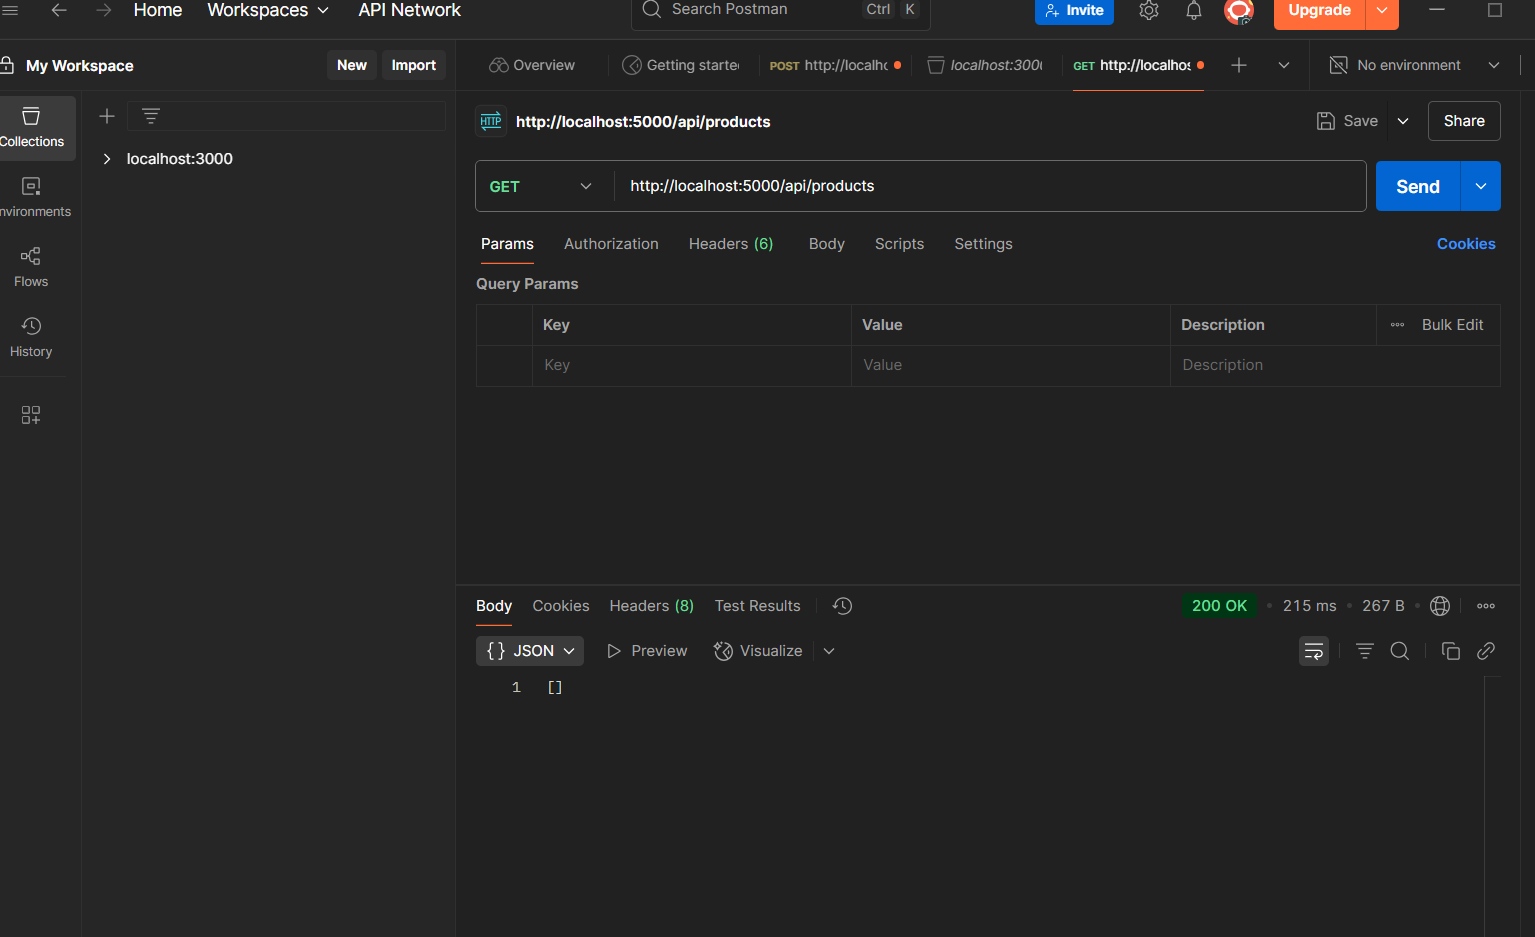 Home Workspaces API Network Search Postman Ctrl K Invite Upgrade
My Workspace New Import Overview Getting starte POST http://localhc localhost:300 GET http://localhos No environment
HTTP http://localhost:5000/api/products Save Share
Collections
localhost:3000
GET http://localhost:5000/api/products Send
nvironments
Params Authorization Headers (6) Body Scripts Settings Cookies
Flows
Query Params
Key Value Description Bulk Edit
History
Key Value Description
Body Cookies Headers (8) Test Results 200 OK 215 ms 267 B
{} JSON Preview Visualize
1 []